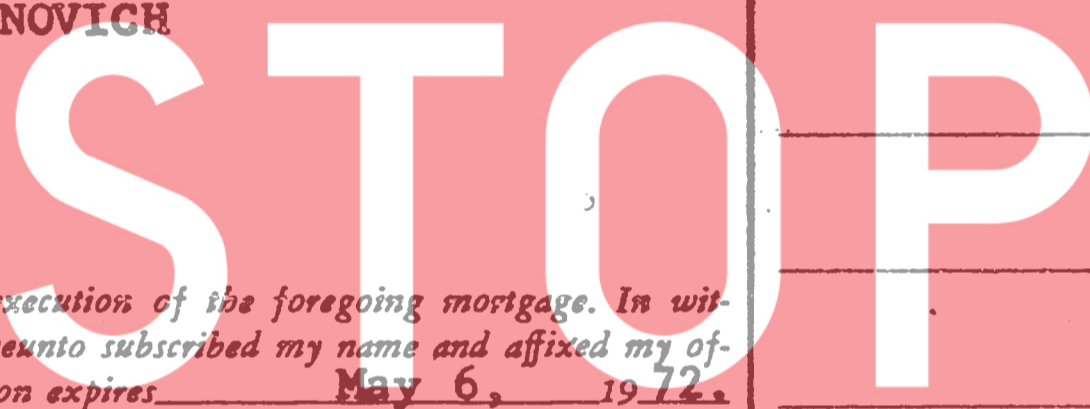 NOVICH
STOP
execution of the foregoing mortgage. In wit-
eunto subscribed my name and affixed my of-
on expires May 6, 1972.